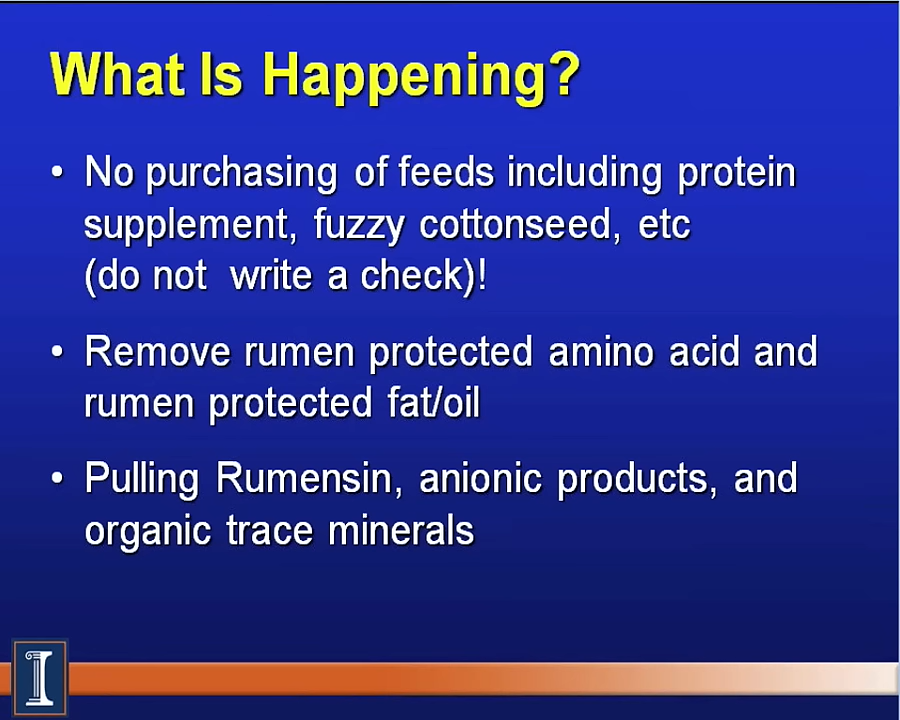 What Is Happening?
• No purchasing of feeds including protein
supplement, fuzzy cottonseed, etc
(do not  write a check)!
• Remove rumen protected amino acid and
rumen protected fat/oil
• Pulling Rumensin, anionic products, and
organic trace minerals
I